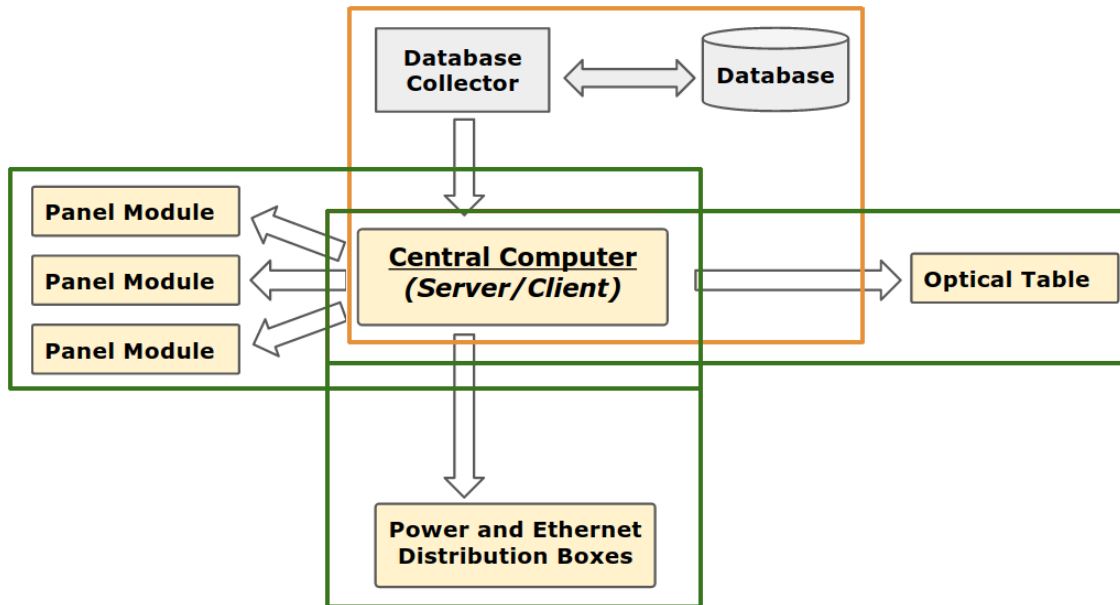 Database
Collector
Database
Panel Module
Panel Module
Panel Module
Central Computer
(Server/Client)
Optical Table
Power and Ethernet
Distribution Boxes